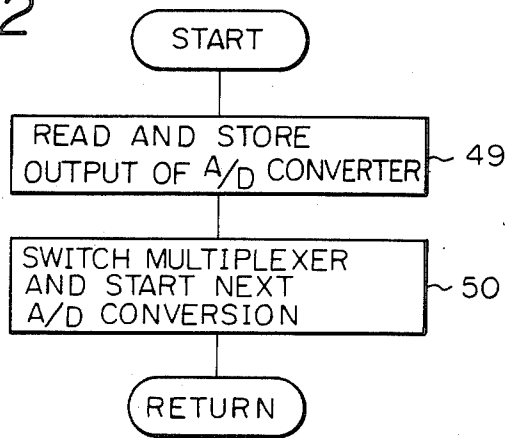 2
START
READ AND STORE
OUTPUT OF A/D CONVERTER
49
SWITCH MULTIPLEXER
AND START NEXT
A/D CONVERSION
50
RETURN